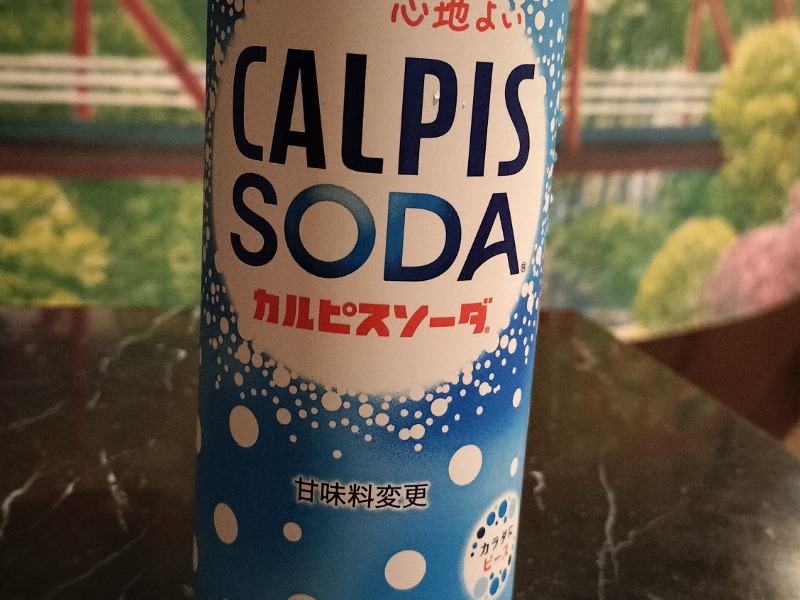 心地よい
CALPIS
SODA®
カルピスソーダ®
甘味料変更
カラダに
ピース